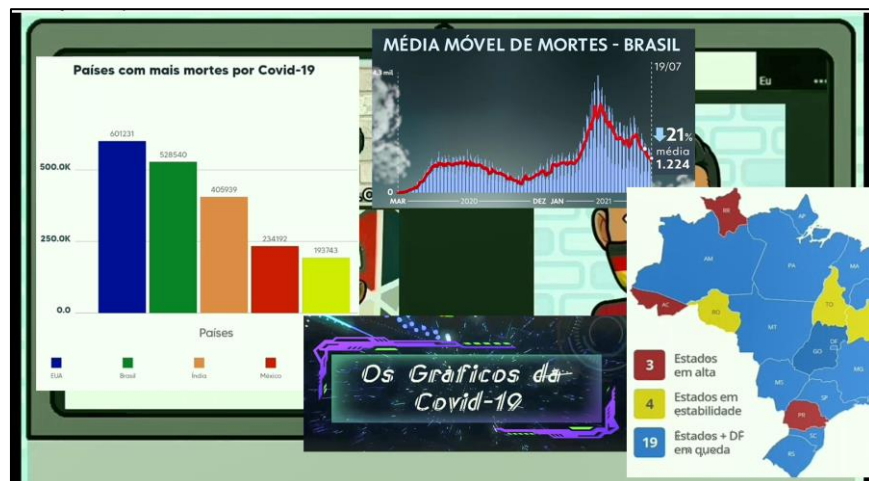 Países com mais mortes por Covid-19
601231
528540
405939
234192
193743
500.0K
250.0K
0.0
Países
EUA
Brasil
Índia
México
MÉDIA MÓVEL DE MORTES - BRASIL
19/07
21%
média
1.224
0
MAR
2020
DEZ JAN
2021
Eu
Os Gráficos da
Covid-19
RR
AP
AM
PA
MA
AC
RO
TO
MT
DF
GO
MG
MS
SP
PR
SC
RS
3 Estados
em alta
4 Estados em
estabilidade
19 Estados + DF
em queda